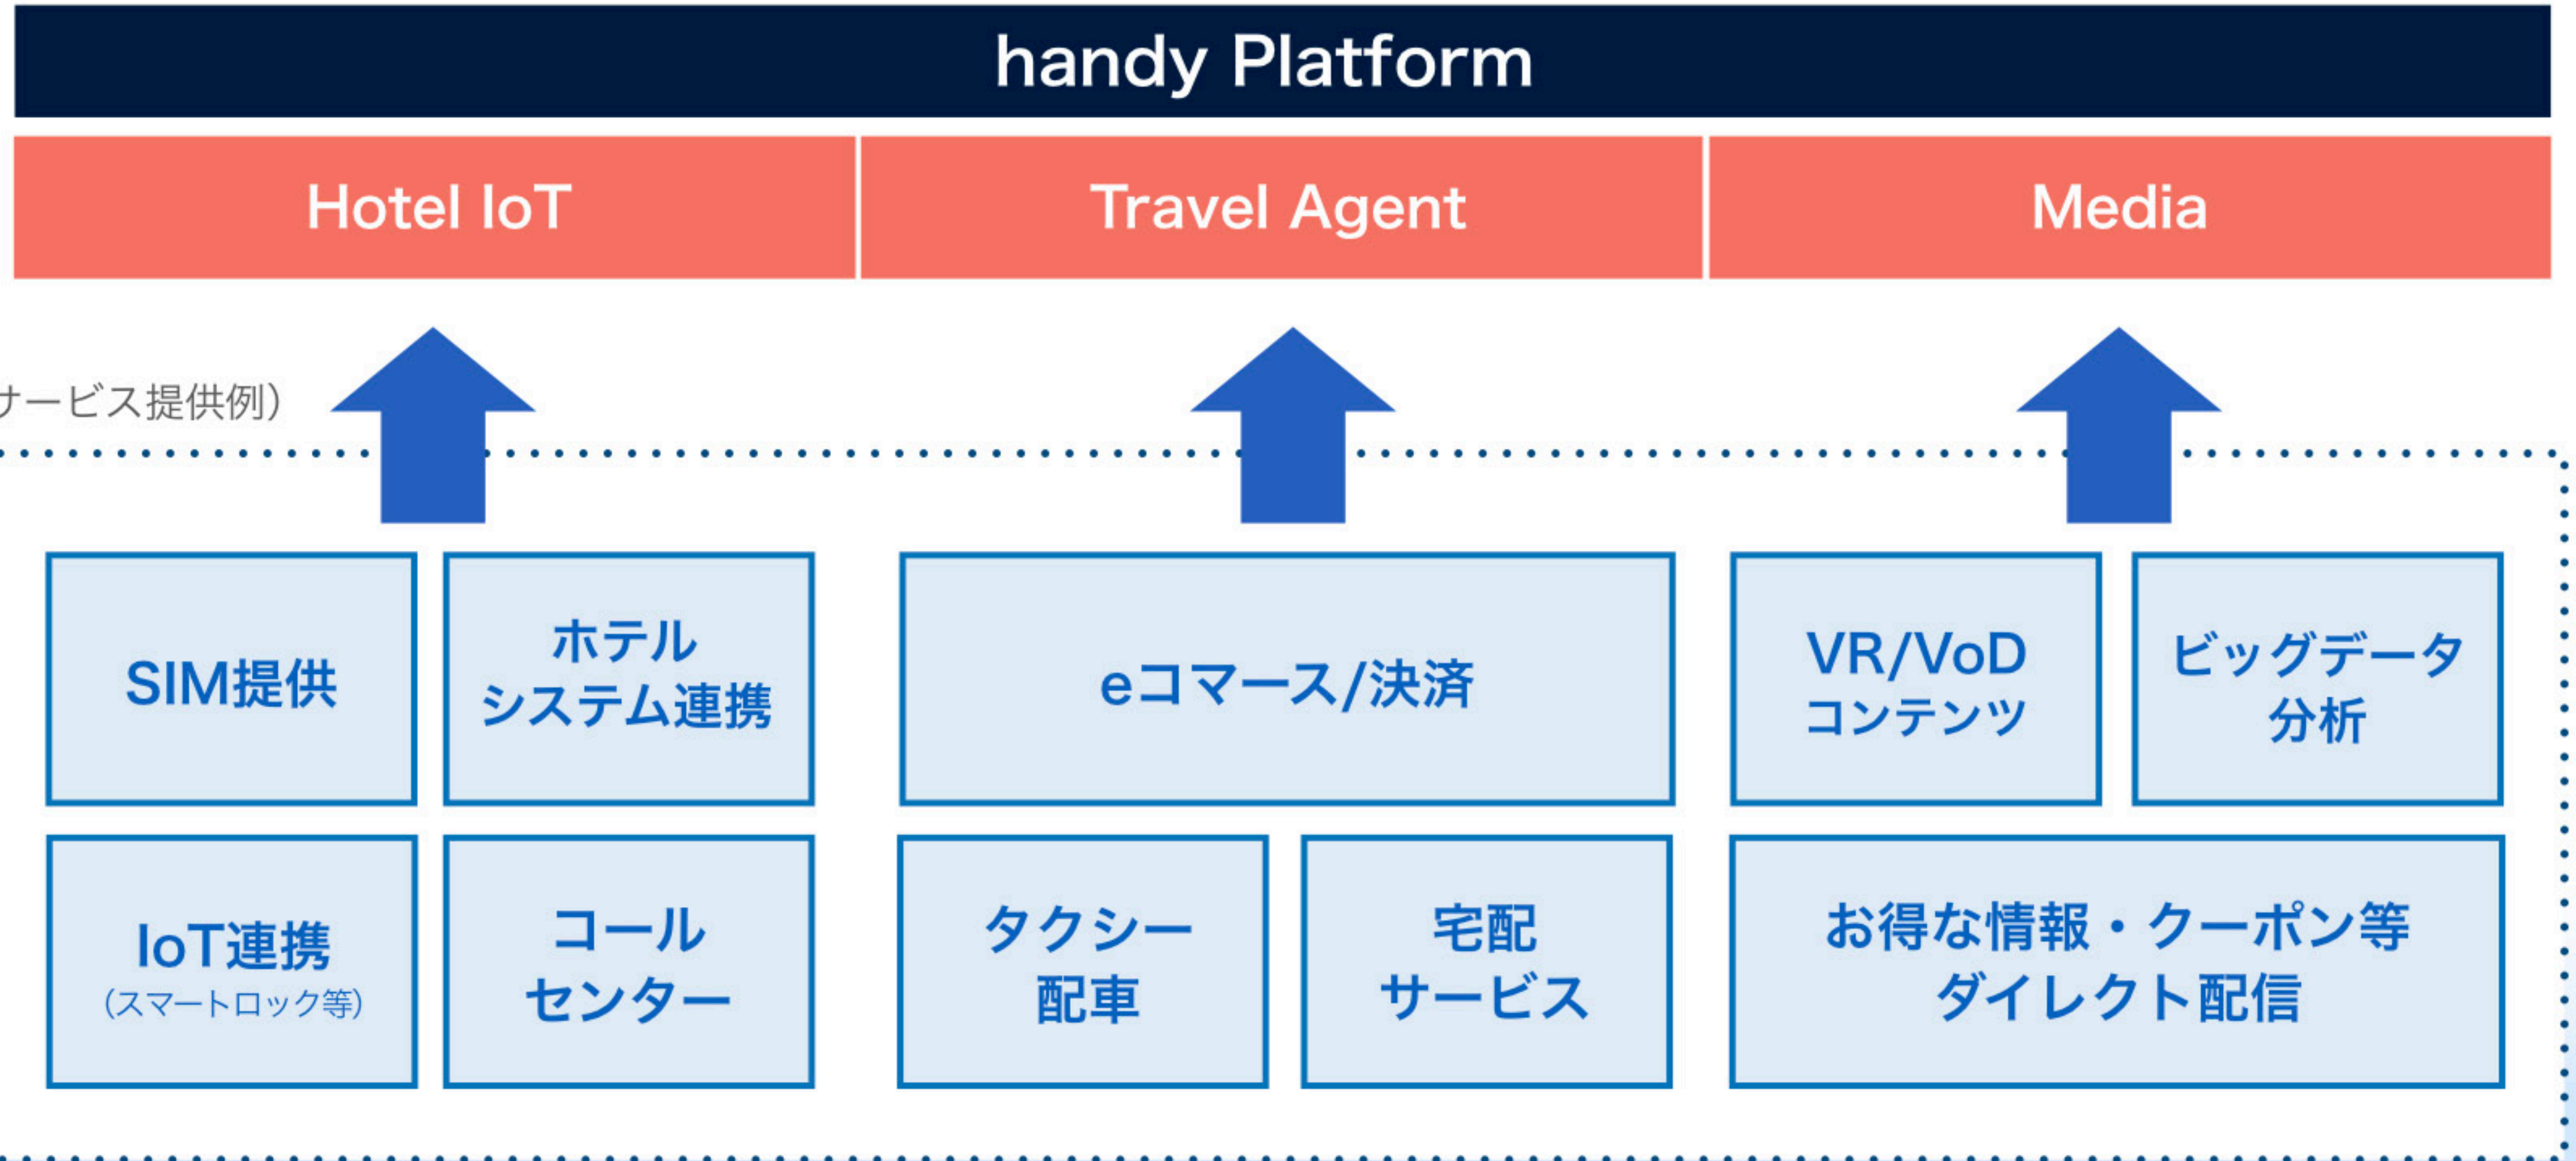 handy Platform
Hotel IoT
Travel Agent
Media
サービス提供例）
SIM提供
ホテル
システム連携
eコマース/決済
VR/VoD
コンテンツ
ビッグデータ
分析
IoT連携
（スマートロック等）
コール
センター
タクシー
配車
宅配
サービス
お得な情報・クーポン等
ダイレクト配信